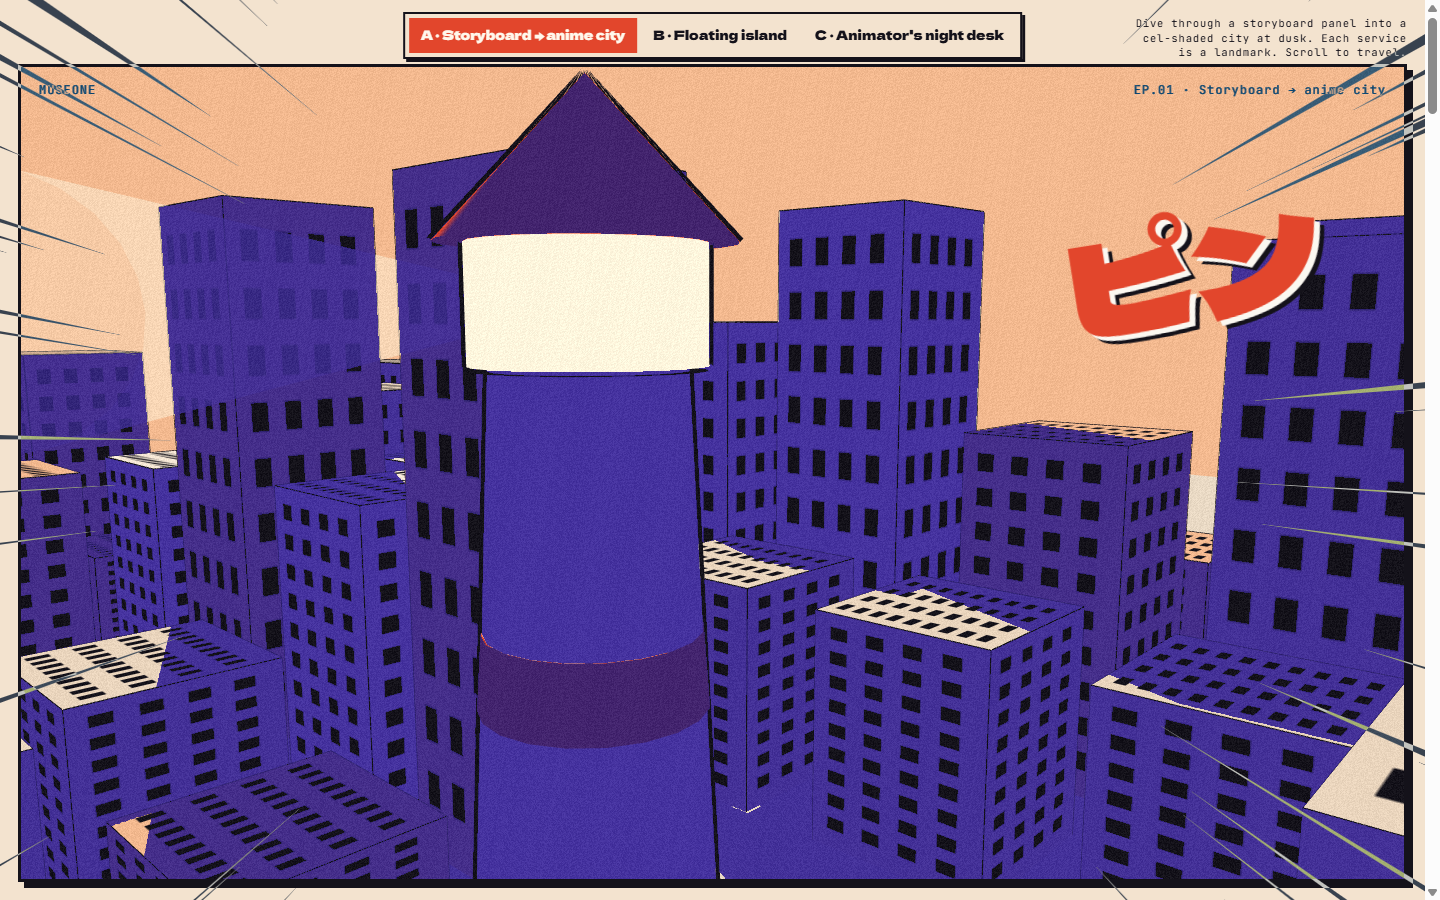 A·Storyboard→anime city
B·Floating island
C·Animator's night desk
Dive through a storyboard panel into a
cel-shaded city at dusk. Each service
is a landmark. Scroll to travel.
MUSEONE
EP.01 · Storyboard → anime city
ピン